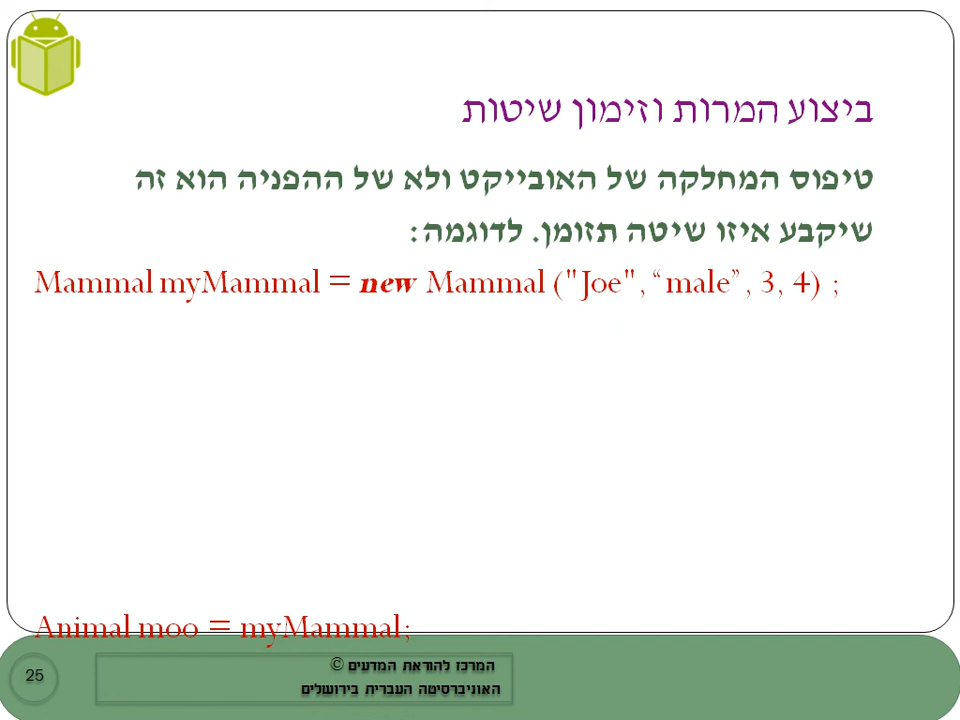 ביצוע המרות וזימון שיטות
טיפוס המחלקה של האובייקט ולא של ההפניה הוא זה
שיקבע איזו שיטה תזומן. לדוגמה:
Mammal myMammal = new Mammal ("Joe", “male”, 3, 4) ;
Animal moo = myMammal;
המרכז להוראת המדעים ©
האוניברסיטה העברית בירושלים
25